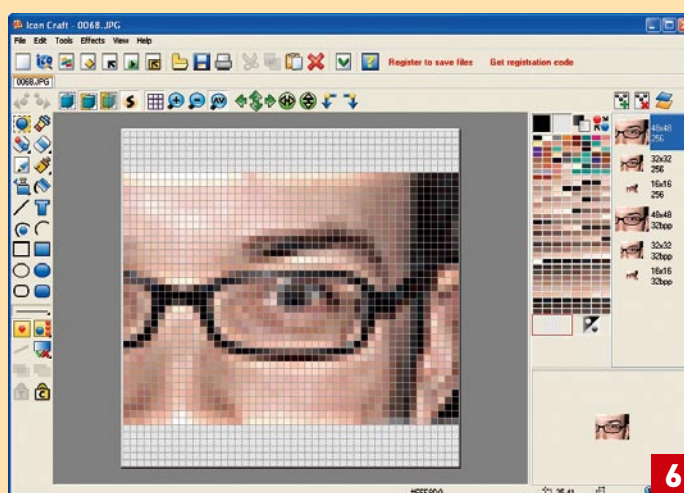 Icon Craft - 0068.JPG
File Edit Tools Effects View Help
Register to save files Get registration code
0068.JPG
48x48
256
32x32
256
16x16
256
48x48
32bpp
32x32
32bpp
16x16
32bpp
6